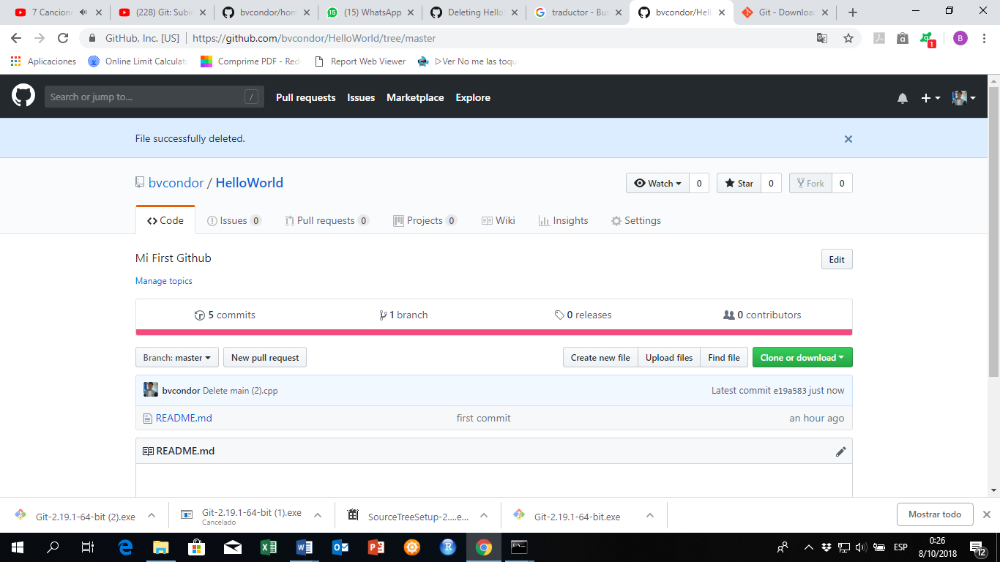 7 Cancione
(228) Git: Subir
bvcondor/hom
(15) WhatsApp
Deleting Hello
traductor - Bus
bvcondor/Hell
Git - Downloa
GitHub, Inc. [US] | https://github.com/bvcondor/HelloWorld/tree/master
1
B
Aplicaciones
Online Limit Calculat
Comprime PDF - Red
Report Web Viewer
▷Ver No me las toqu
Search or jump to...
/
Pull requests
Issues
Marketplace
Explore
File successfully deleted.
bvcondor / HelloWorld
Watch
0
Star
0
Fork
0
Code
Issues 0
Pull requests 0
Projects 0
Wiki
Insights
Settings
Mi First Github
Edit
Manage topics
5 commits
1 branch
0 releases
0 contributors
Branch: master
New pull request
Create new file
Upload files
Find file
Clone or download
bvcondor Delete main (2).cpp
Latest commit e19a583 just now
README.md
first commit
an hour ago
README.md
Git-2.19.1-64-bit (2).exe
Git-2.19.1-64-bit (1).exe
Cancelado
SourceTreeSetup-2....e...
Git-2.19.1-64-bit.exe
Mostrar todo
ESP
0:26
8/10/2018
12